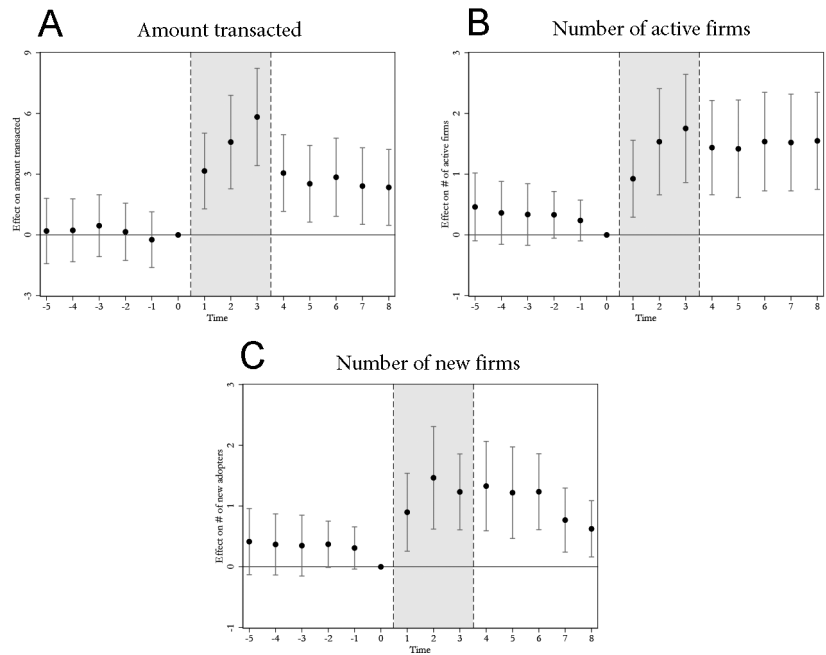 A
Amount transacted
Effect on amount transacted
9
6
3
0
-3
-5 -4 -3 -2 -1 0 1 2 3 4 5 6 7 8
Time
B
Number of active firms
Effect on # of active firms
3
2
1
0
-1
-5 -4 -3 -2 -1 0 1 2 3 4 5 6 7 8
Time
C
Number of new firms
Effect on # of new adopters
3
2
1
0
-1
-5 -4 -3 -2 -1 0 1 2 3 4 5 6 7 8
Time